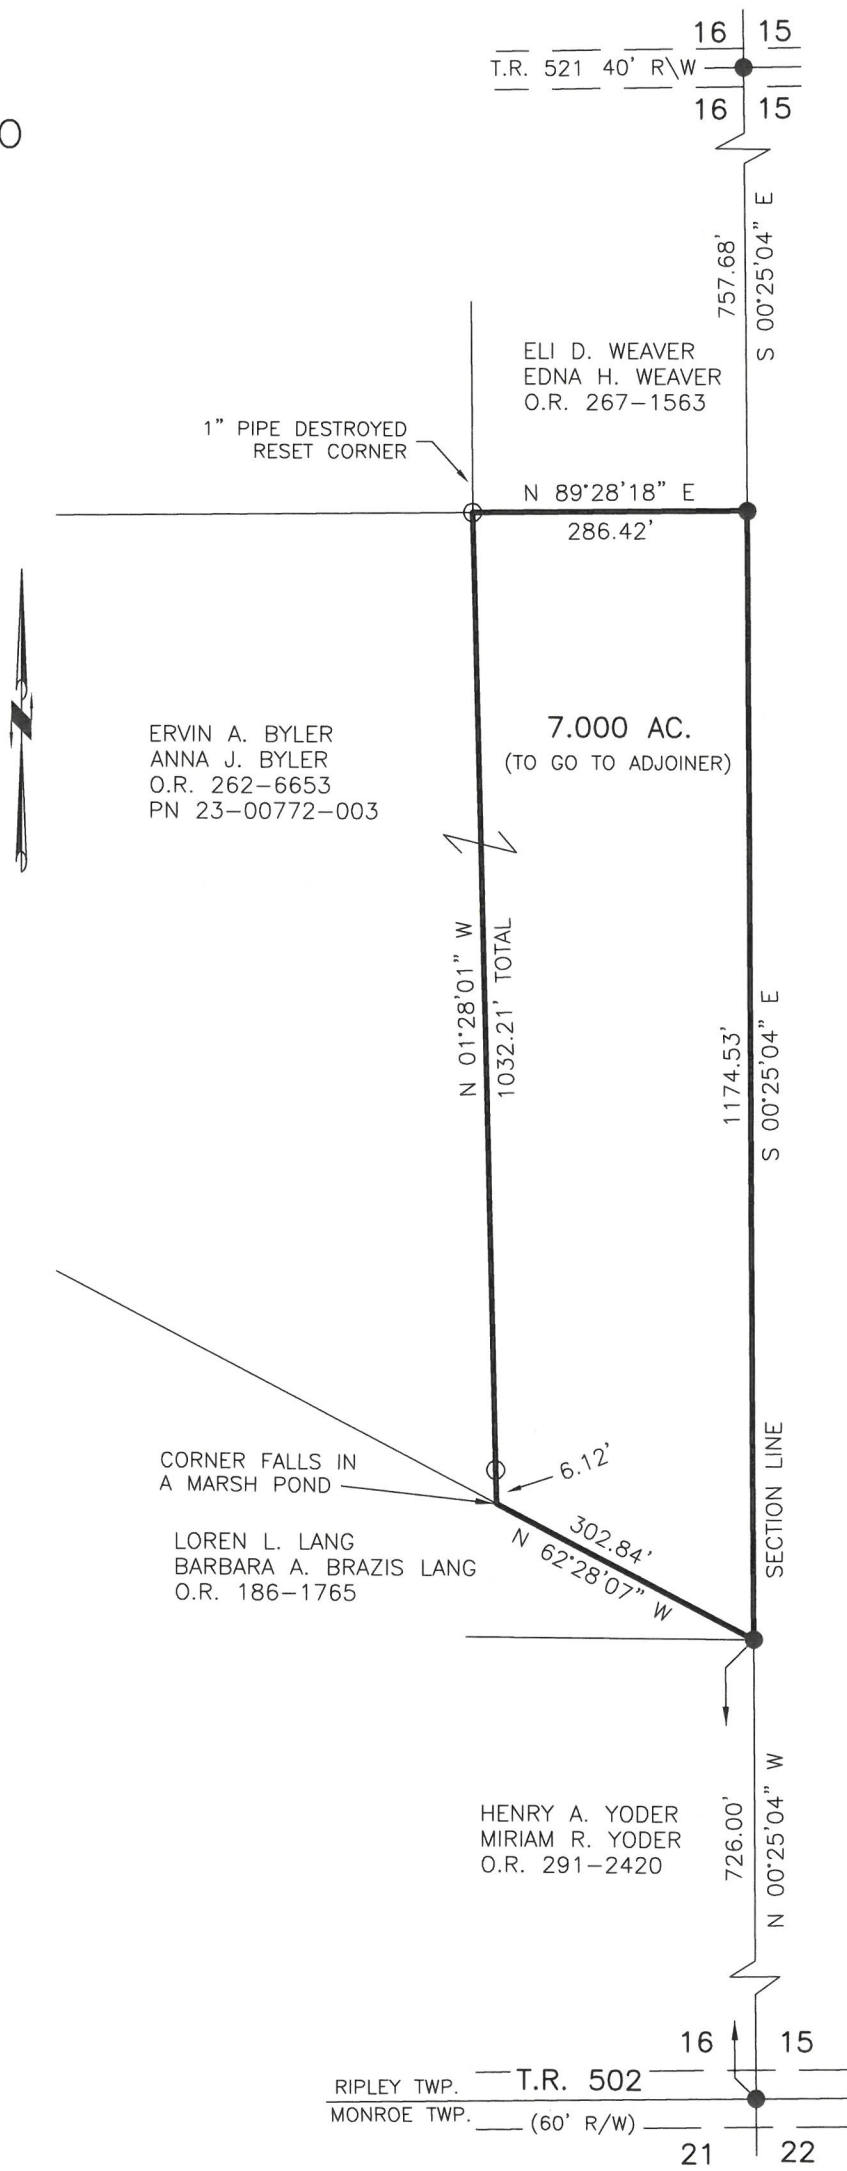 16 15
T.R. 521 40' R\W
16 15
O
757.68'
S 00°25'04" E
ELI D. WEAVER
EDNA H. WEAVER
O.R. 267-1563
1" PIPE DESTROYED
RESET CORNER
N 89°28'18" E
286.42'
ERVIN A. BYLER
ANNA J. BYLER
O.R. 262-6653
PN 23-00772-003
7.000 AC.
(TO GO TO ADJOINER)
N 01°28'01" W
1032.21' TOTAL
1174.53'
S 00°25'04" E
SECTION LINE
CORNER FALLS IN
A MARSH POND
6.12'
302.84'
N 62°28'07" W
LOREN L. LANG
BARBARA A. BRAZIS LANG
O.R. 186-1765
HENRY A. YODER
MIRIAM R. YODER
O.R. 291-2420
726.00'
N 00°25'04" W
16 15
RIPLEY TWP. T.R. 502
MONROE TWP. (60' R/W)
21 22